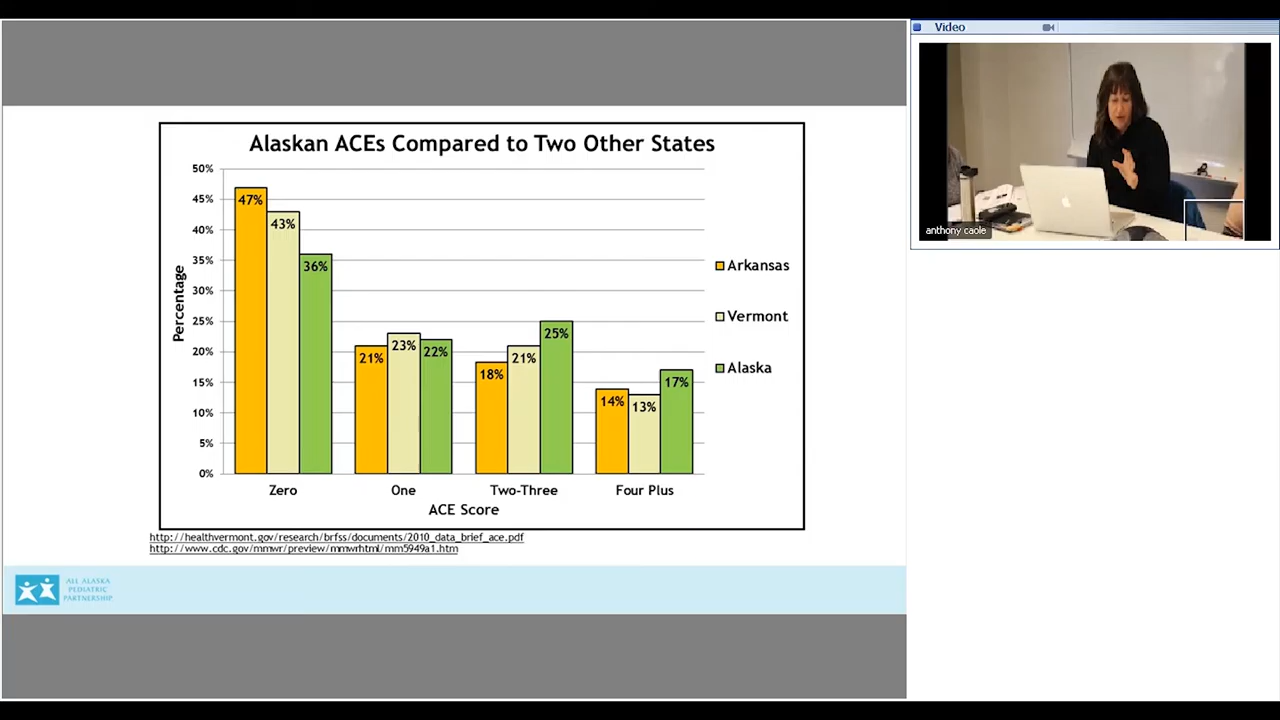 Video
anthony caole
Alaskan ACEs Compared to Two Other States
Percentage
50%
45%
40%
35%
30%
25%
20%
15%
10%
5%
0%
47%
43%
36%
21%
23%
22%
18%
21%
25%
14%
13%
17%
Zero
One
Two-Three
Four Plus
ACE Score
Arkansas
Vermont
Alaska
http://healthvermont.gov/research/brfss/documents/2010_data_brief_ace.pdf
http://www.cdc.gov/mmwr/preview/mmwrhtml/mm5949a1.htm
ALL ALASKA
PEDIATRIC
PARTNERSHIP